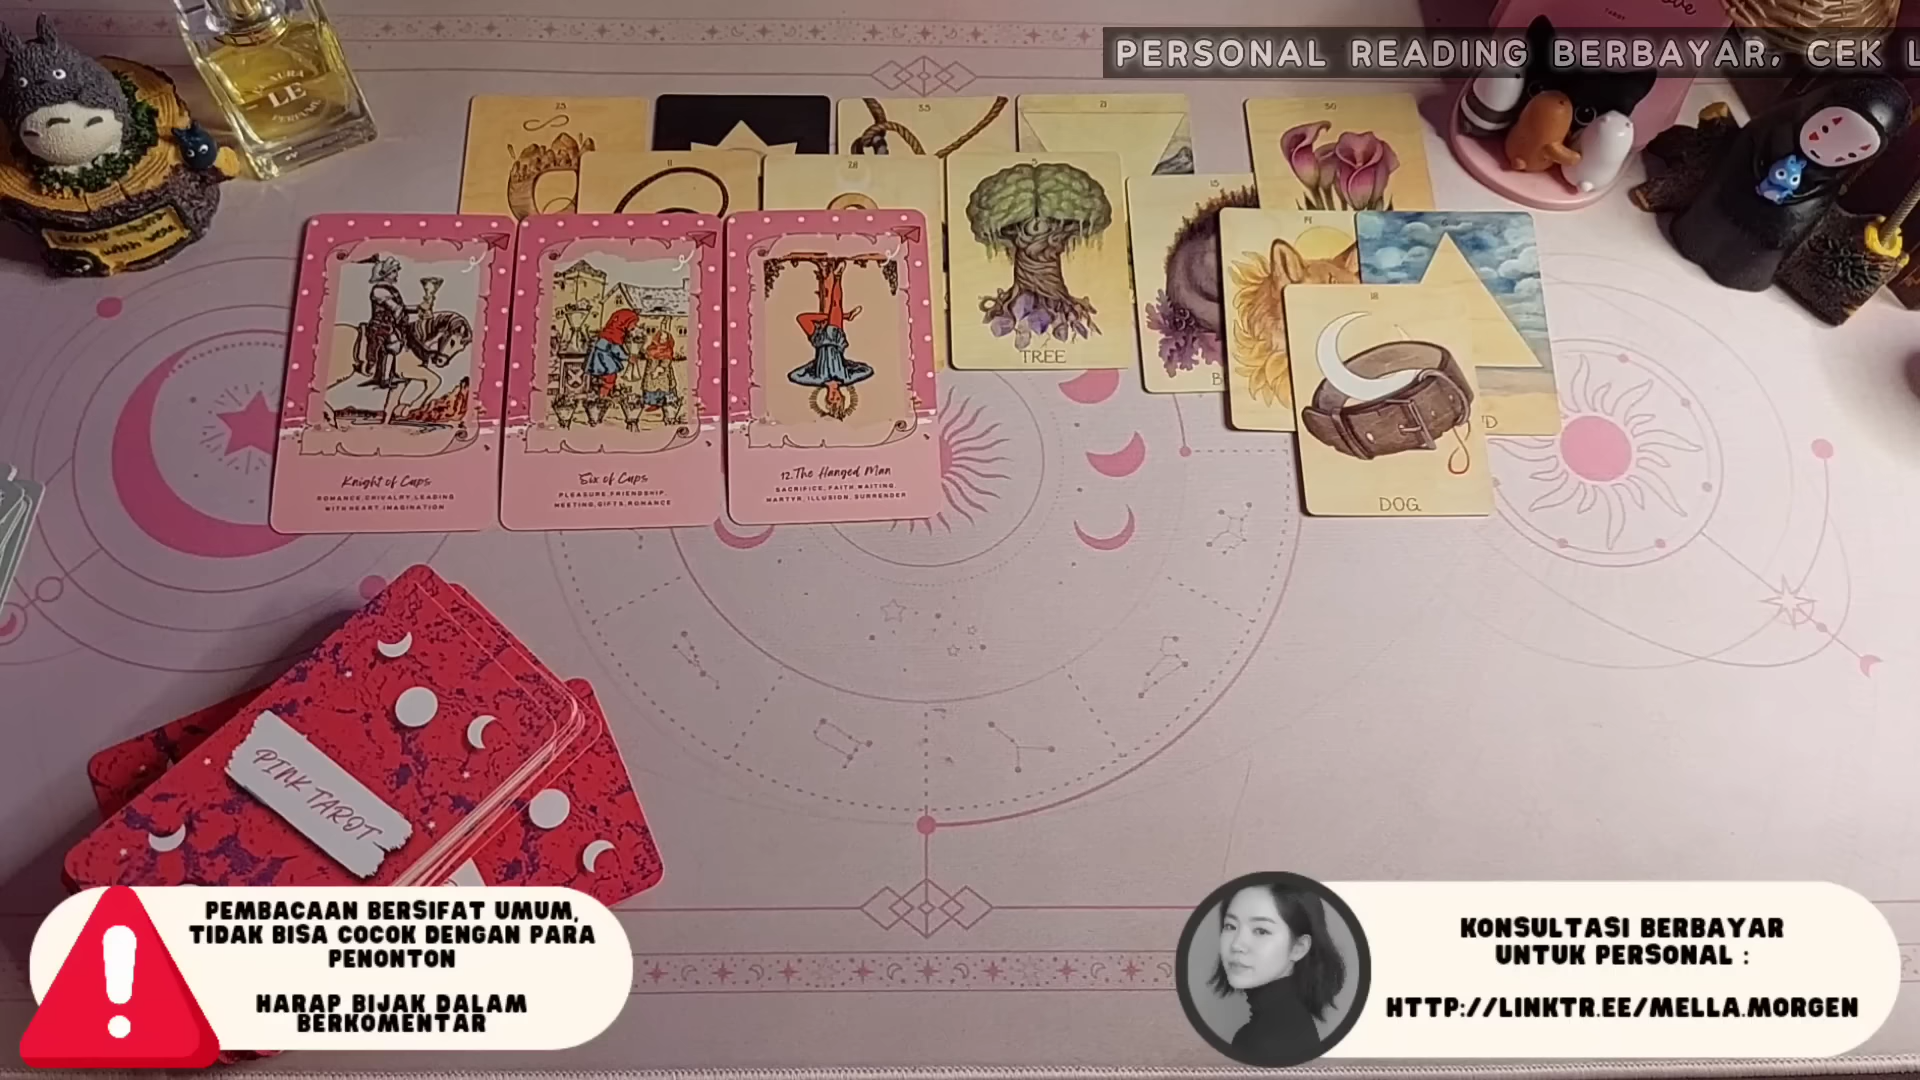 PERSONAL READING BERBAYAR, CEK L
LE
TREE
DOG
Knight of Cups
ROMANCE, CHIVALRY, LEADING
WITH HEART, IMAGINATION
Six of Cups
PLEASURE, FRIENDSHIP,
MEETING, GIFTS, ROMANCE
12. The Hanged Man
SACRIFICE, FAITH, WAITING,
MARTYR, ILLUSION, SURRENDER
PINK TAROT
PEMBACAAN BERSIFAT UMUM,
TIDAK BISA COCOK DENGAN PARA
PENONTON
HARAP BIJAK DALAM
BERKOMENTAR
KONSULTASI BERBAYAR
UNTUK PERSONAL :
HTTP://LINKTR.EE/MELLA.MORGEN